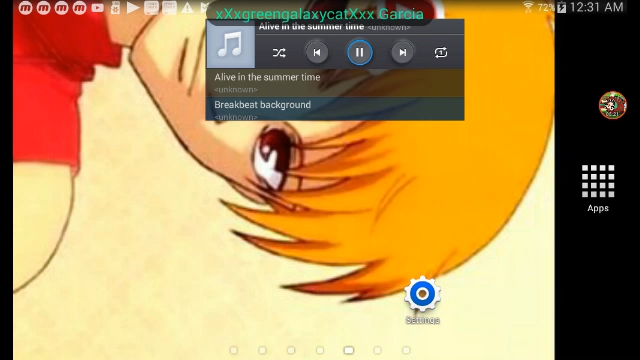 xXxgreengalaxycatXxx Garcia
72% 12:31 AM
Alive in the summer time <unknown>
Alive in the summer time
<unknown>
Breakbeat background
<unknown>
Apps
Settings